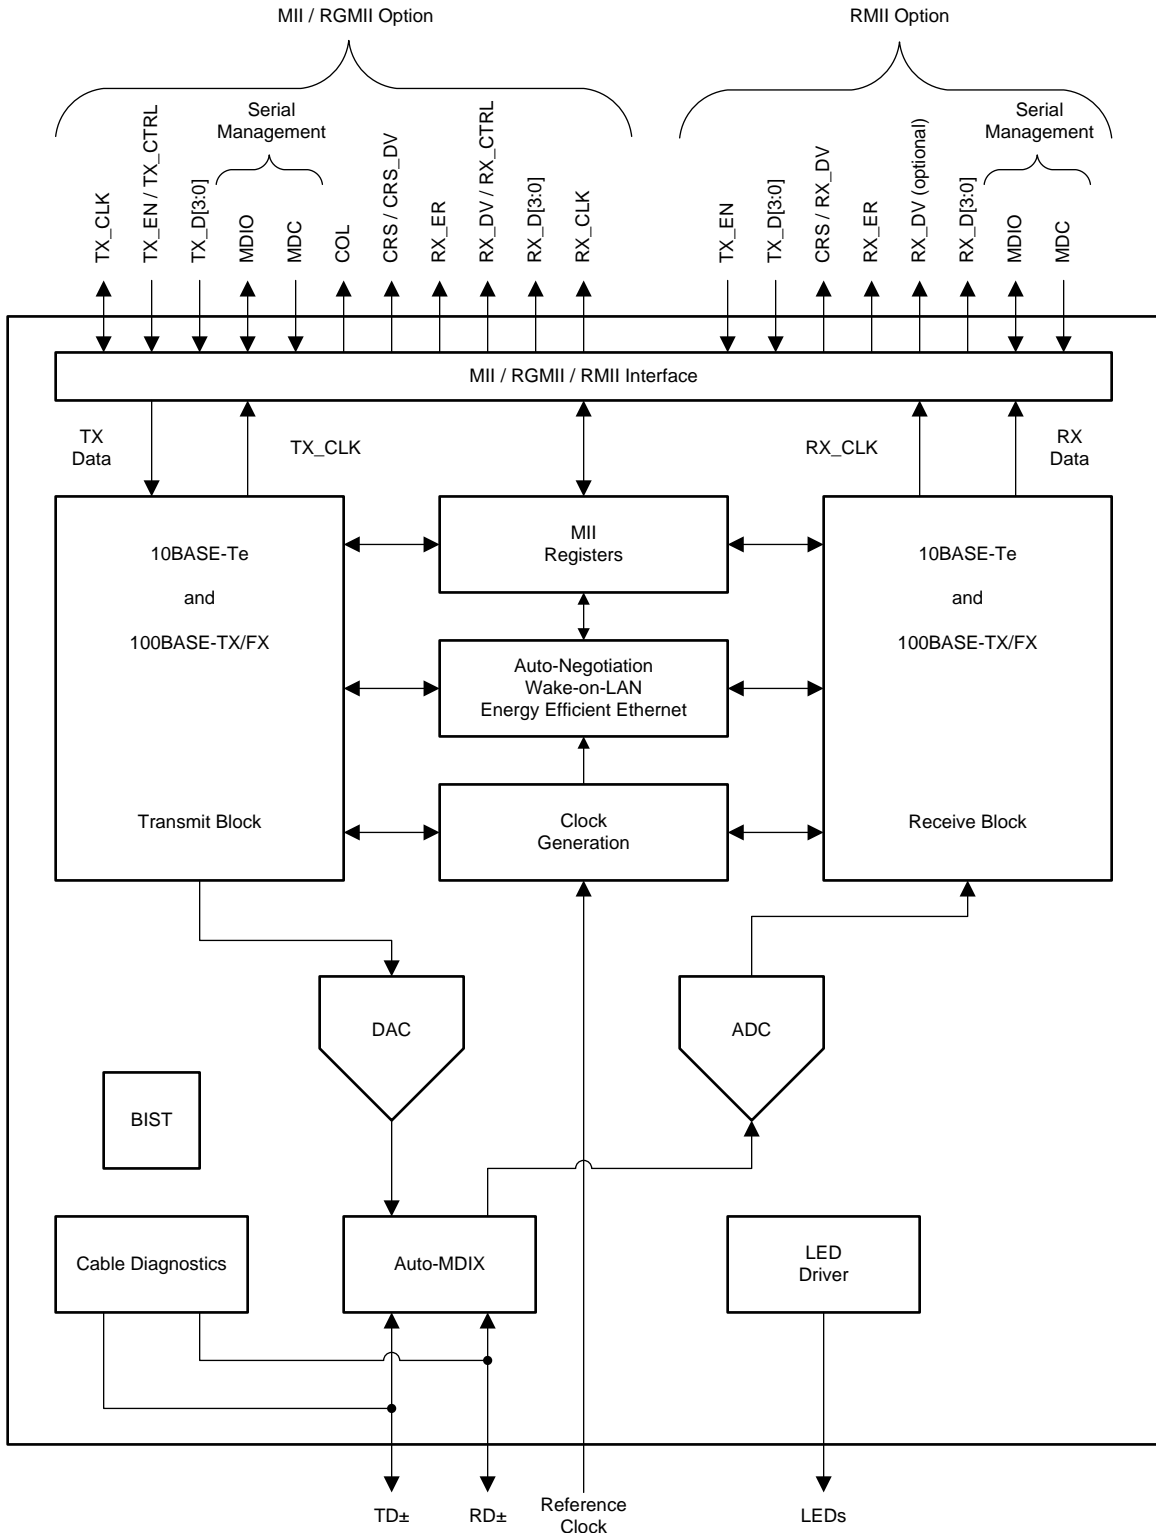 MII / RGMII Option
RMII Option
Serial
Management
Serial
Management
TX_CLK
TX_EN / TX_CTRL
TX_D[3:0]
MDIO
MDC
COL
CRS / CRS_DV
RX_ER
RX_DV / RX_CTRL
RX_D[3:0]
RX_CLK
TX_EN
TX_D[3:0]
CRS / RX_DV
RX_ER
RX_DV (optional)
RX_D[3:0]
MDIO
MDC
MII / RGMII / RMII Interface
TX
Data
TX_CLK
RX_CLK
RX
Data
10BASE-Te
and
100BASE-TX/FX
Transmit Block
MII
Registers
Auto-Negotiation
Wake-on-LAN
Energy Efficient Ethernet
Clock
Generation
10BASE-Te
and
100BASE-TX/FX
Receive Block
DAC
ADC
BIST
Cable Diagnostics
Auto-MDIX
LED
Driver
TD±
RD±
Reference
Clock
LEDs